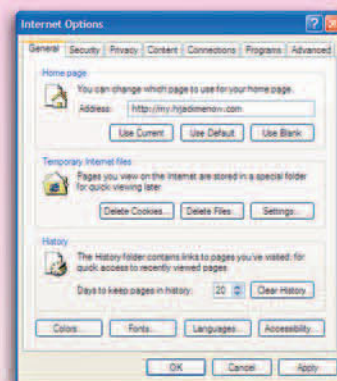 Internet Options
General Security Privacy Content Connections Programs Advanced
Home page
You can change which page to use for your home page.
Address: http://my.hijadimenow.com
Use Current Use Default Use Blank
Temporary Internet files
Pages you view on the Internet are stored in a special folder
for quick viewing later.
Delete Cookies... Delete Files... Settings...
History
The History folder contains links to pages you've visited, for
quick access to recently viewed pages.
Days to keep pages in history: 20 Clear History
Colors... Fonts... Languages... Accessibility...
OK Cancel Apply